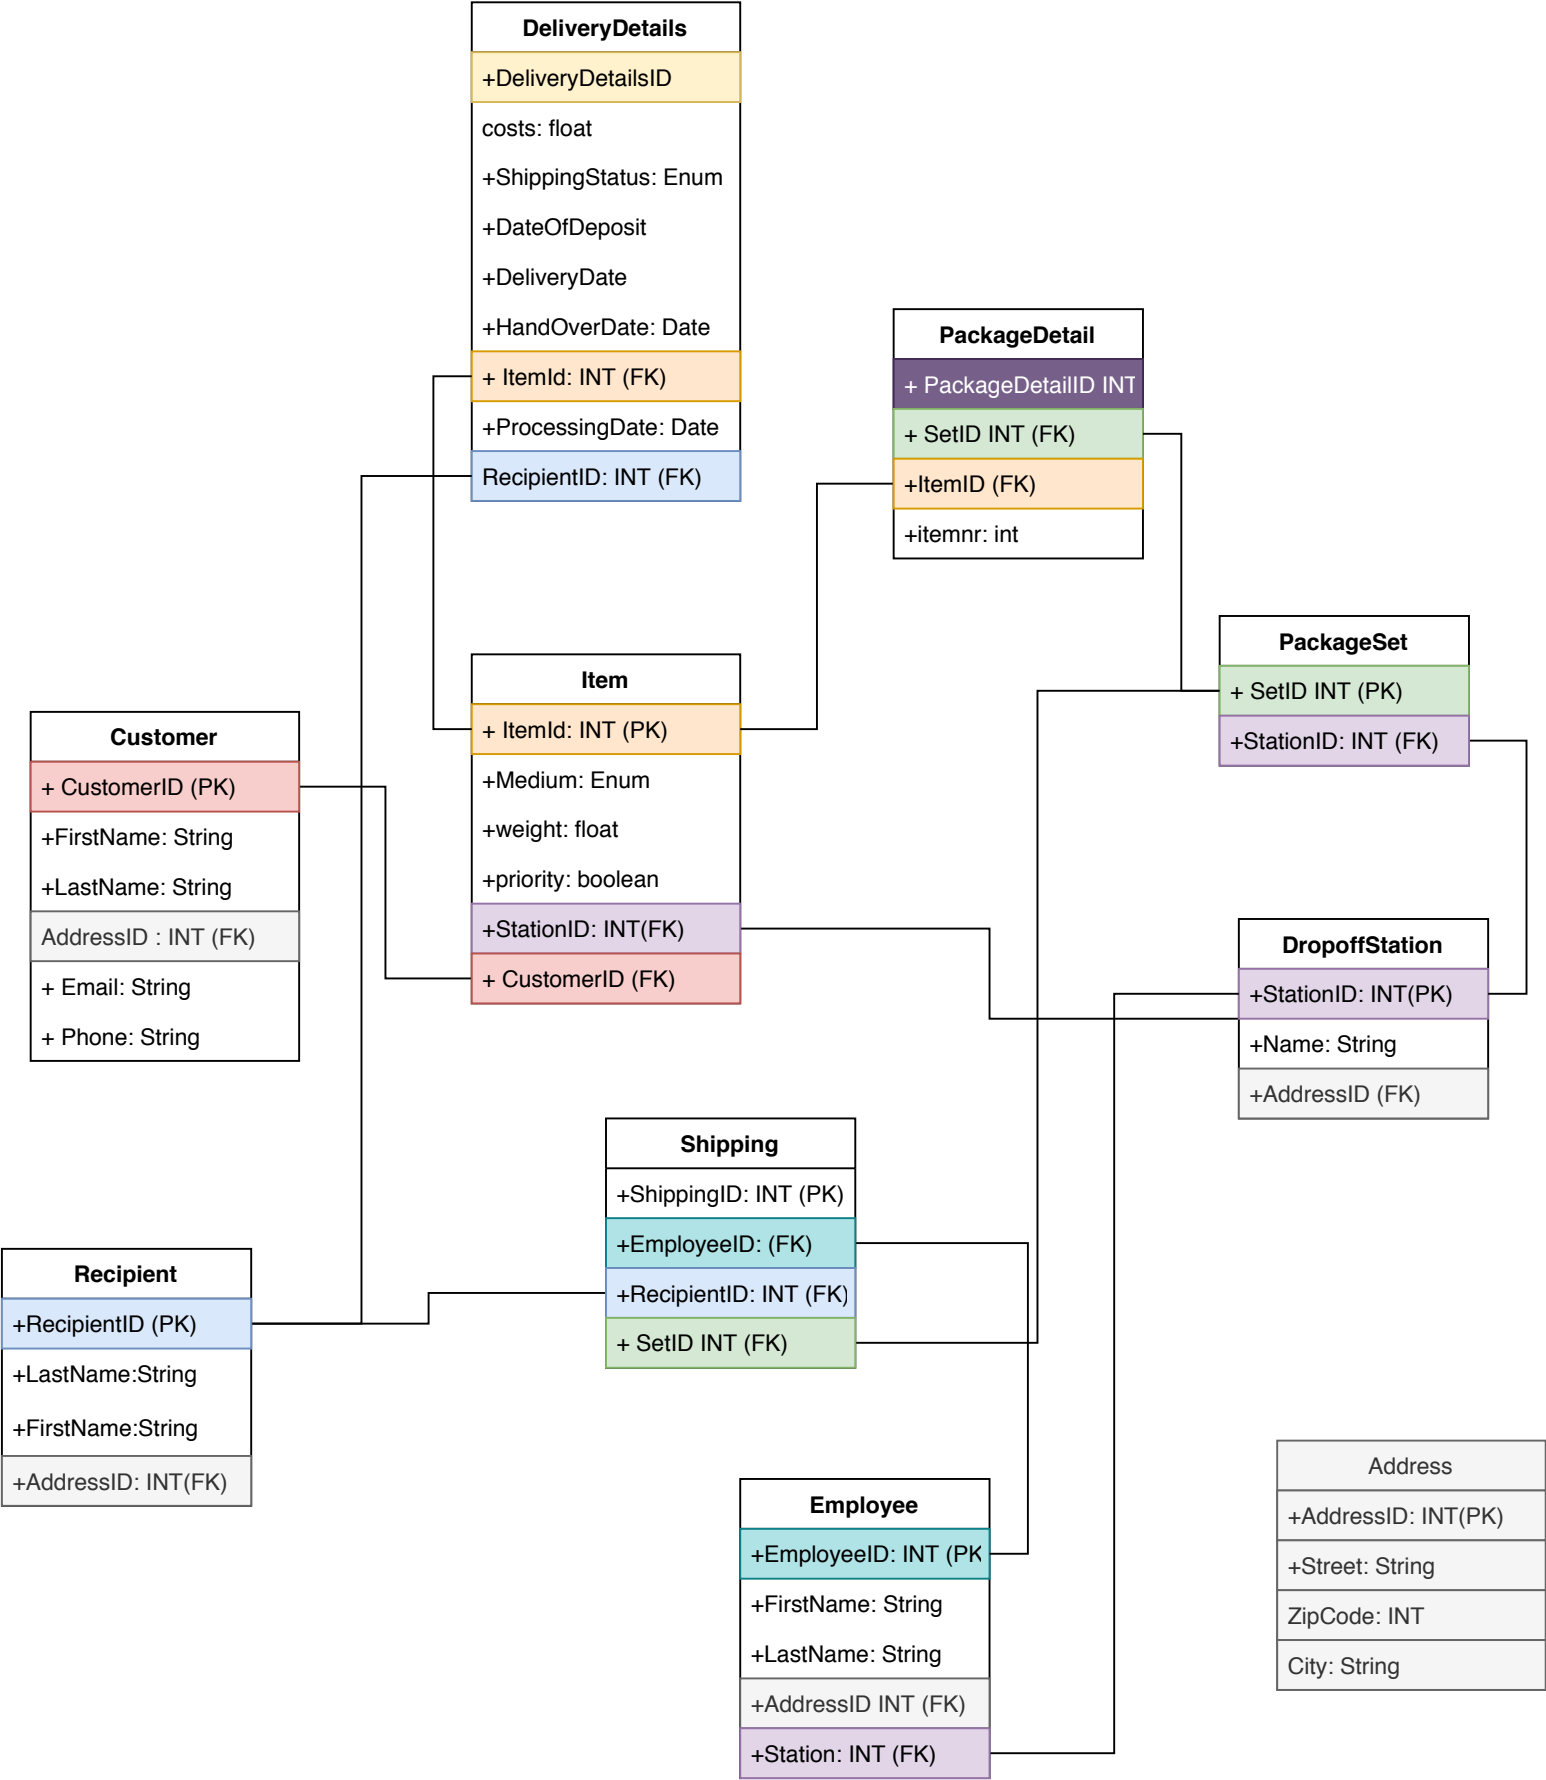 DeliveryDetails
+DeliveryDetailsID
costs: float
+ShippingStatus: Enum
+DateOfDeposit
+DeliveryDate
+HandOverDate: Date
+ ItemId: INT (FK)
+ProcessingDate: Date
RecipientID: INT (FK)
PackageDetail
+ PackageDetailID INT
+ SetID INT (FK)
+ItemID (FK)
+itemnr: int
PackageSet
+ SetID INT (PK)
+StationID: INT (FK)
Item
+ ItemId: INT (PK)
+Medium: Enum
+weight: float
+priority: boolean
+StationID: INT(FK)
+ CustomerID (FK)
Customer
+ CustomerID (PK)
+FirstName: String
+LastName: String
AddressID : INT (FK)
+ Email: String
+ Phone: String
DropoffStation
+StationID: INT(PK)
+Name: String
+AddressID (FK)
Shipping
+ShippingID: INT (PK)
+EmployeeID: (FK)
+RecipientID: INT (FK)
+ SetID INT (FK)
Recipient
+RecipientID (PK)
+LastName:String
+FirstName:String
+AddressID: INT(FK)
Employee
+EmployeeID: INT (PK
+FirstName: String
+LastName: String
+AddressID INT (FK)
+Station: INT (FK)
Address
+AddressID: INT(PK)
+Street: String
ZipCode: INT
City: String